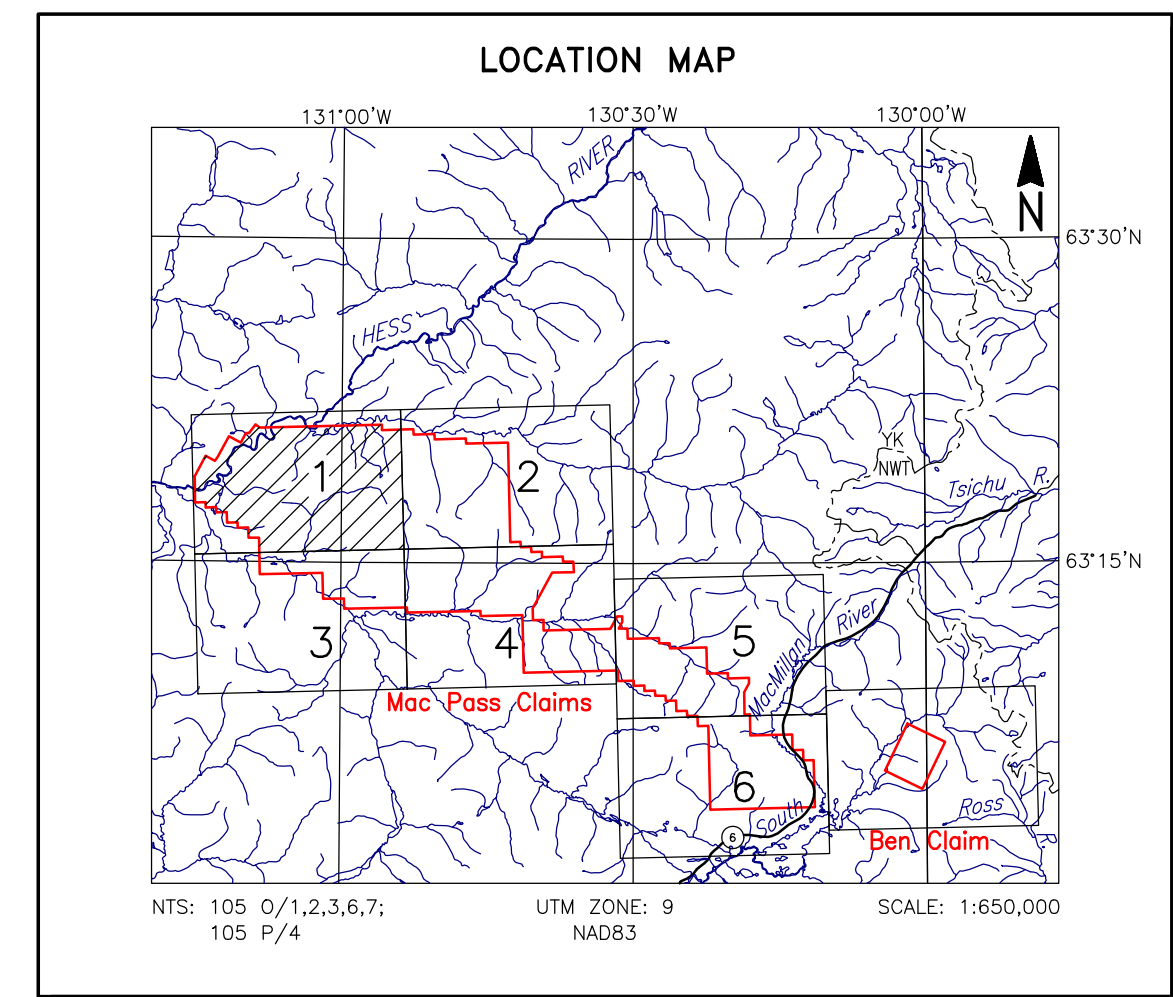 LOCATION MAP
131°00'W
130°30'W
130°00'W
RIVER
N
63°30'N
HESS
YK
NWT
Tsichu R.
1
2
63°15'N
River
3
4
5
MacMillan
Mac Pass Claims
6
South
Ross
R.
6
Ben Claim
NTS: 105 O/1,2,3,6,7;
105 P/4
UTM ZONE: 9
NAD83
SCALE: 1:650,000